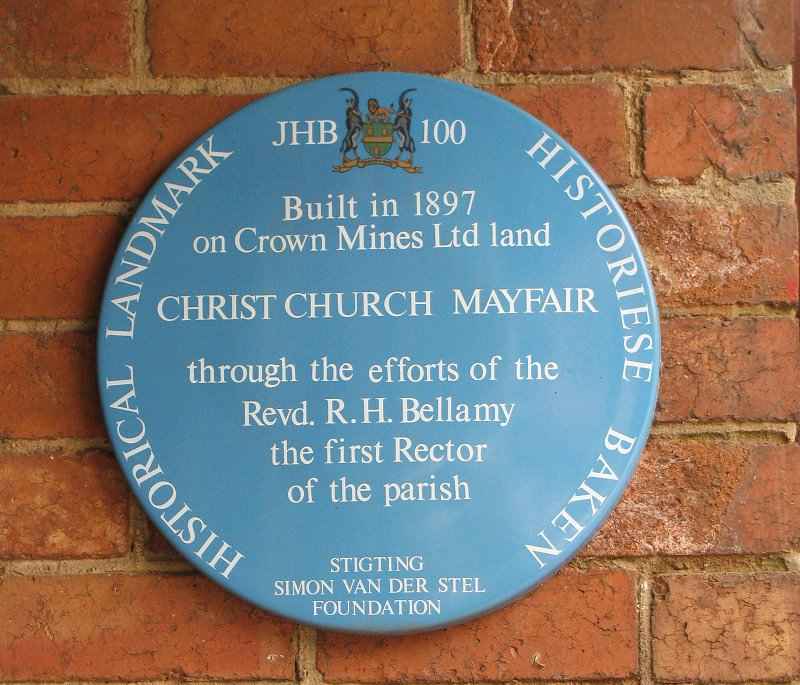 JHB 100
HISTORICAL LANDMARK
HISTORIESE BAKEN
Built in 1897
on Crown Mines Ltd land
CHRIST CHURCH MAYFAIR
through the efforts of the
Revd. R.H. Bellamy
the first Rector
of the parish
STIGTING
SIMON VAN DER STEL
FOUNDATION